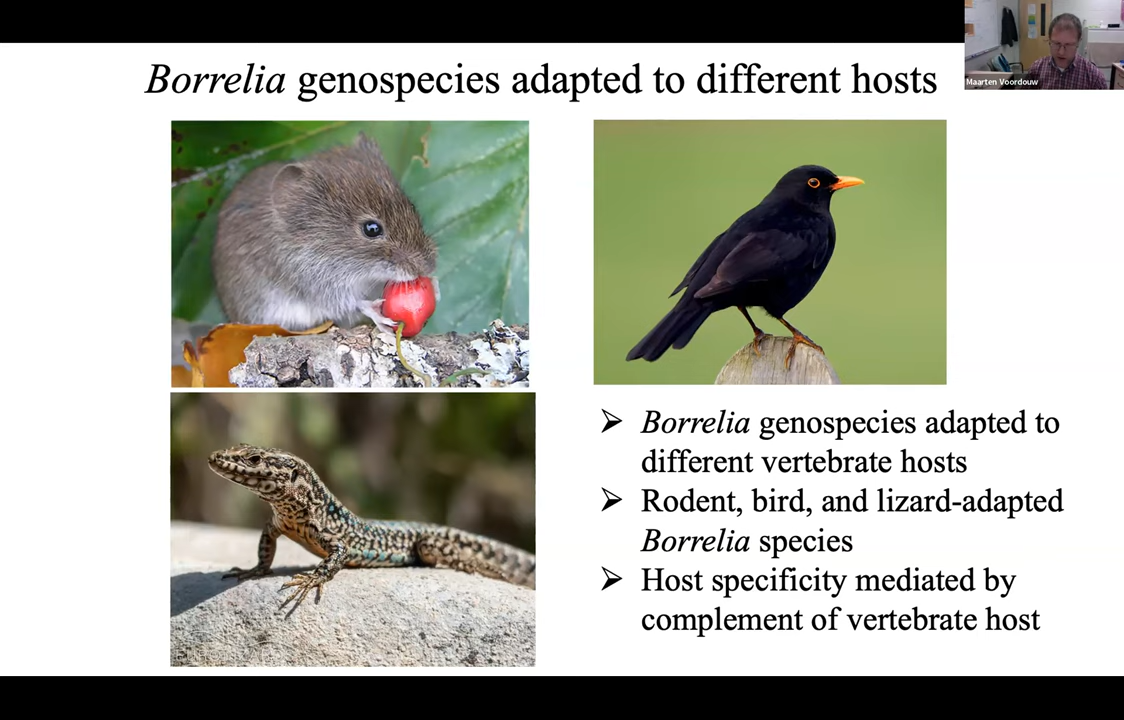 Borrelia genospecies adapted to different hosts
Maarten Voordouw
➢ Borrelia genospecies adapted to
different vertebrate hosts
➢ Rodent, bird, and lizard-adapted
Borrelia species
➢ Host specificity mediated by
complement of vertebrate host